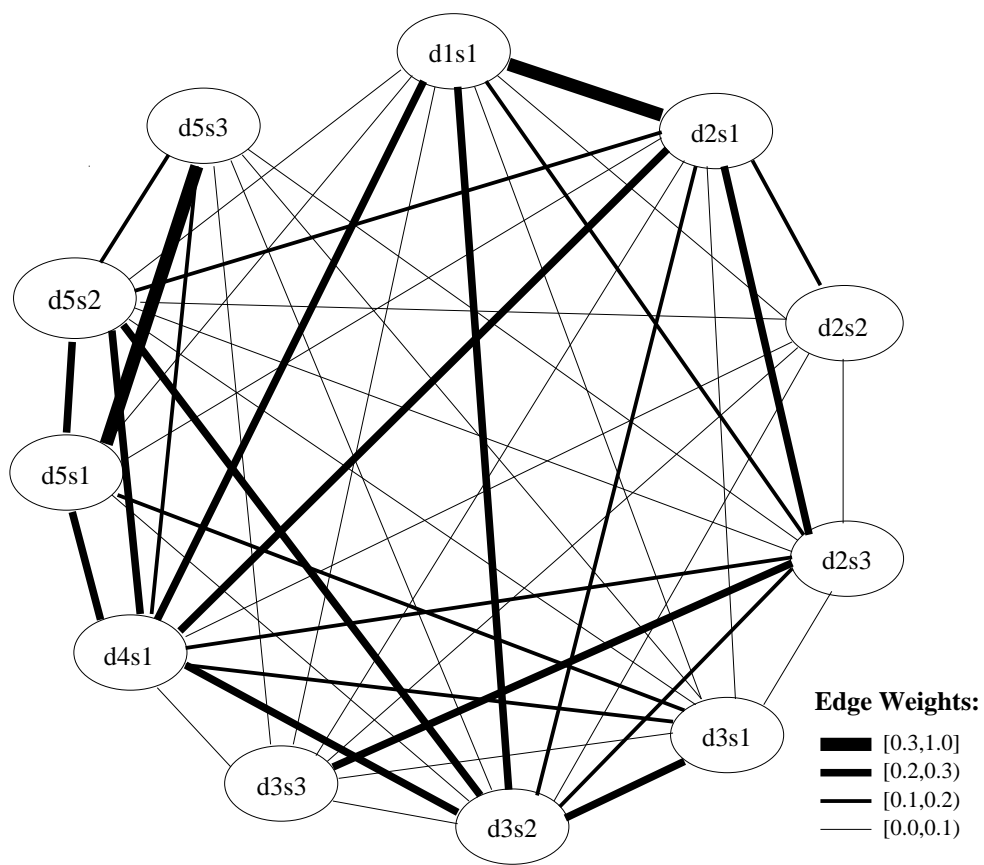 d1s1
d5s3
d2s1
d5s2
d2s2
d5s1
d2s3
d4s1
d3s1
d3s3
d3s2
Edge Weights:
[0.3,1.0]
[0.2,0.3)
[0.1,0.2)
[0.0,0.1)